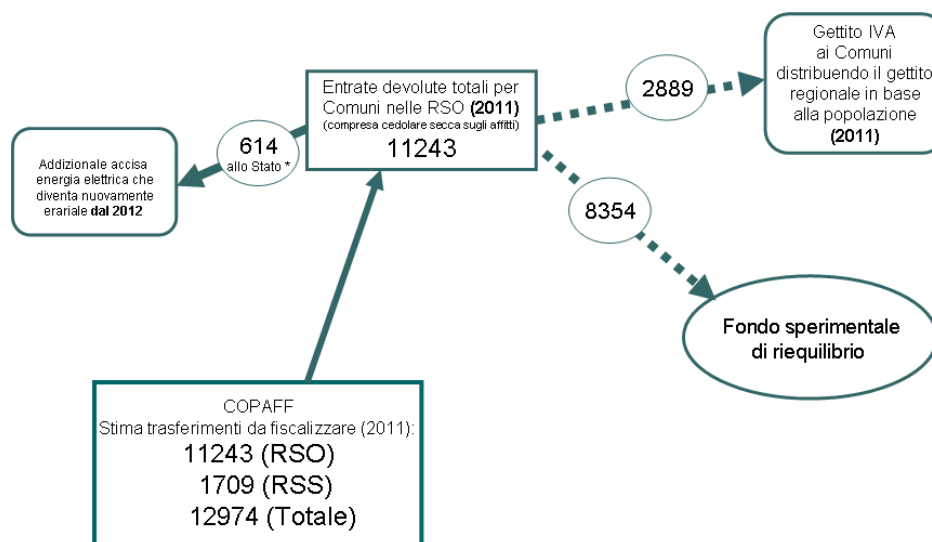 Gettito IVA
ai Comuni
distribuendo il gettito
regionale in base
alla popolazione
(2011)
2889
Entrate devolute totali per
Comuni nelle RSO (2011)
(compresa cedolare secca sugli affitti)
11243
614
allo Stato *
Addizionale accisa
energia elettrica che
diventa nuovamente
erariale dal 2012
8354
Fondo sperimentale
di riequilibrio
COPAFF
Stima trasferimenti da fiscalizzare (2011):
11243 (RSO)
1709 (RSS)
12974 (Totale)